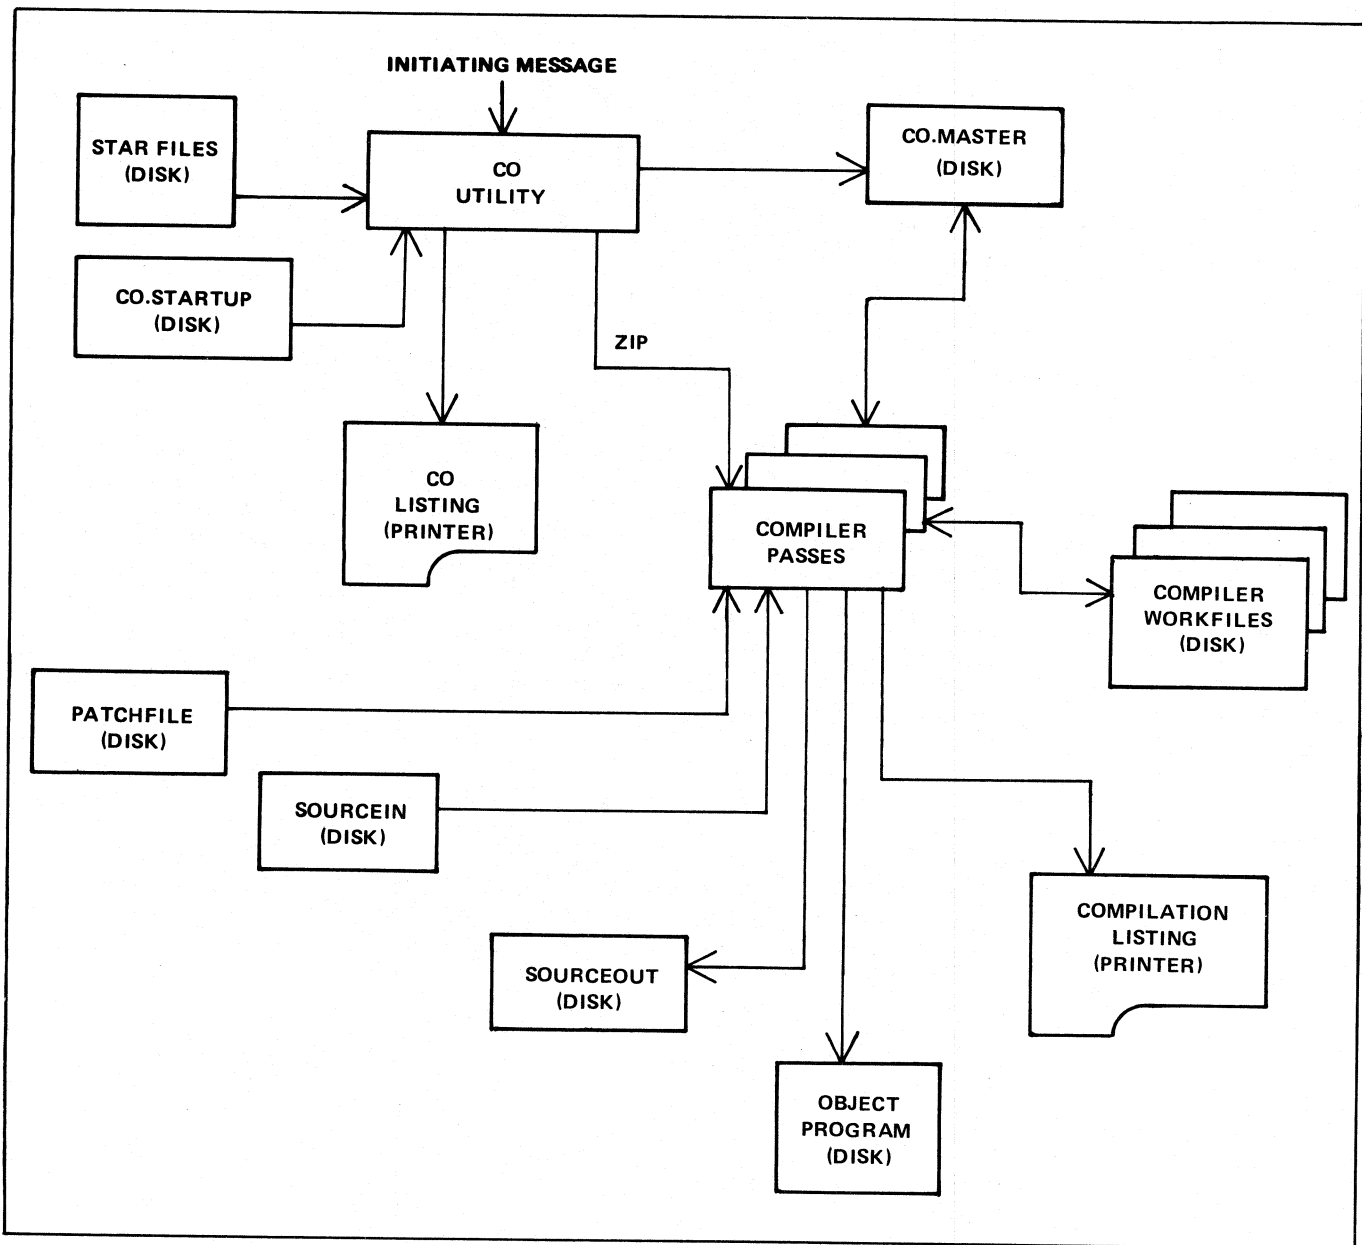 INITIATING MESSAGE
STAR FILES
(DISK)
CO
UTILITY
CO.MASTER
(DISK)
CO.STARTUP
(DISK)
ZIP
CO
LISTING
(PRINTER)
COMPILER
PASSES
COMPILER
WORKFILES
(DISK)
PATCHFILE
(DISK)
SOURCEIN
(DISK)
COMPILATION
LISTING
(PRINTER)
SOURCEOUT
(DISK)
OBJECT
PROGRAM
(DISK)